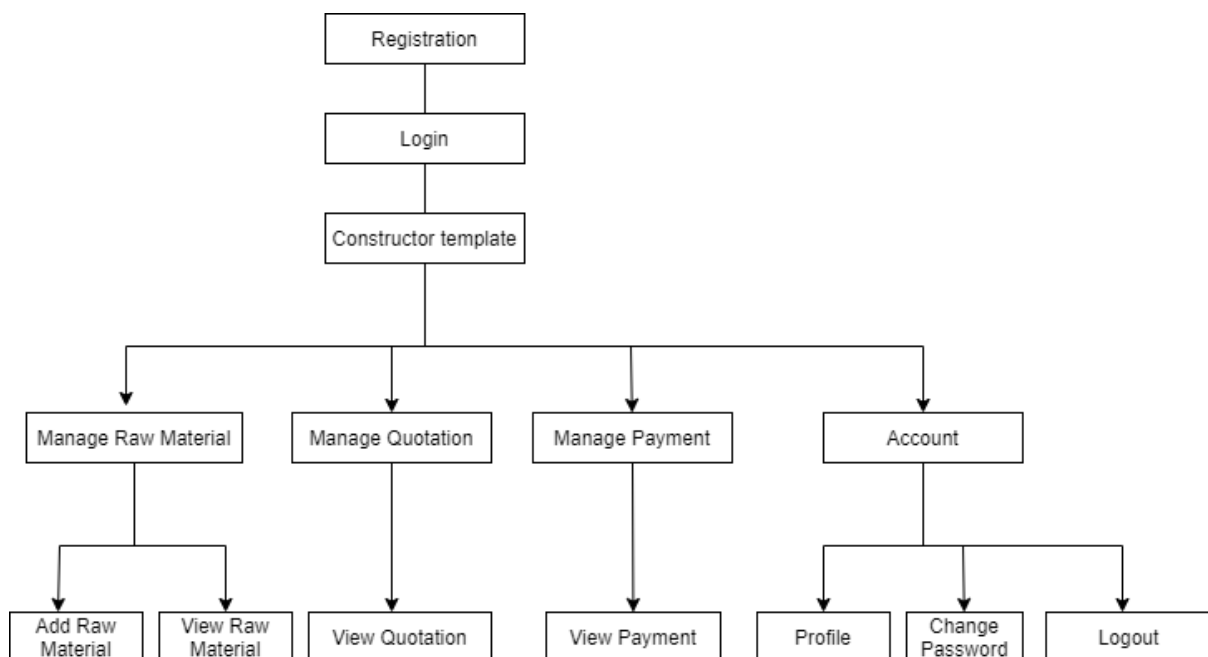 Registration
Login
Constructor template
Manage Raw Material
Manage Quotation
Manage Payment
Account
Add Raw
Material
View Raw
Material
View Quotation
View Payment
Profile
Change
Password
Logout